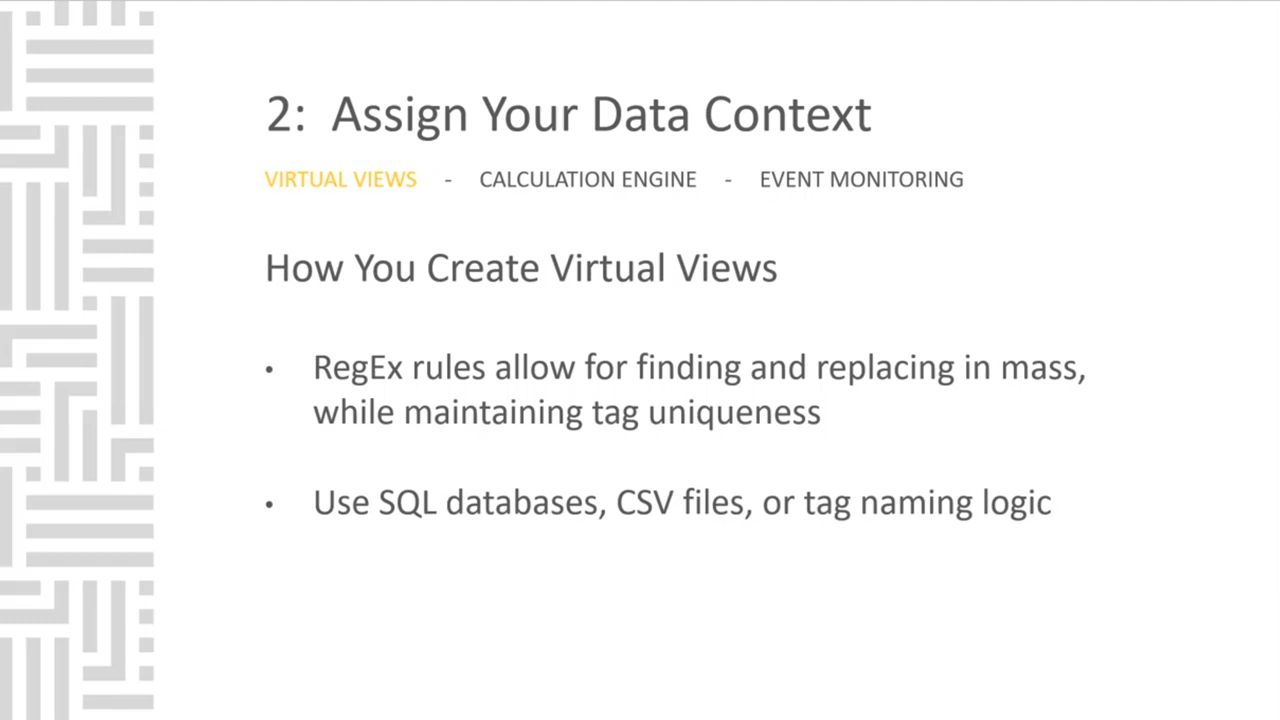 2:  Assign Your Data Context
VIRTUAL VIEWS - CALCULATION ENGINE - EVENT MONITORING
How You Create Virtual Views
• RegEx rules allow for finding and replacing in mass,
while maintaining tag uniqueness
• Use SQL databases, CSV files, or tag naming logic